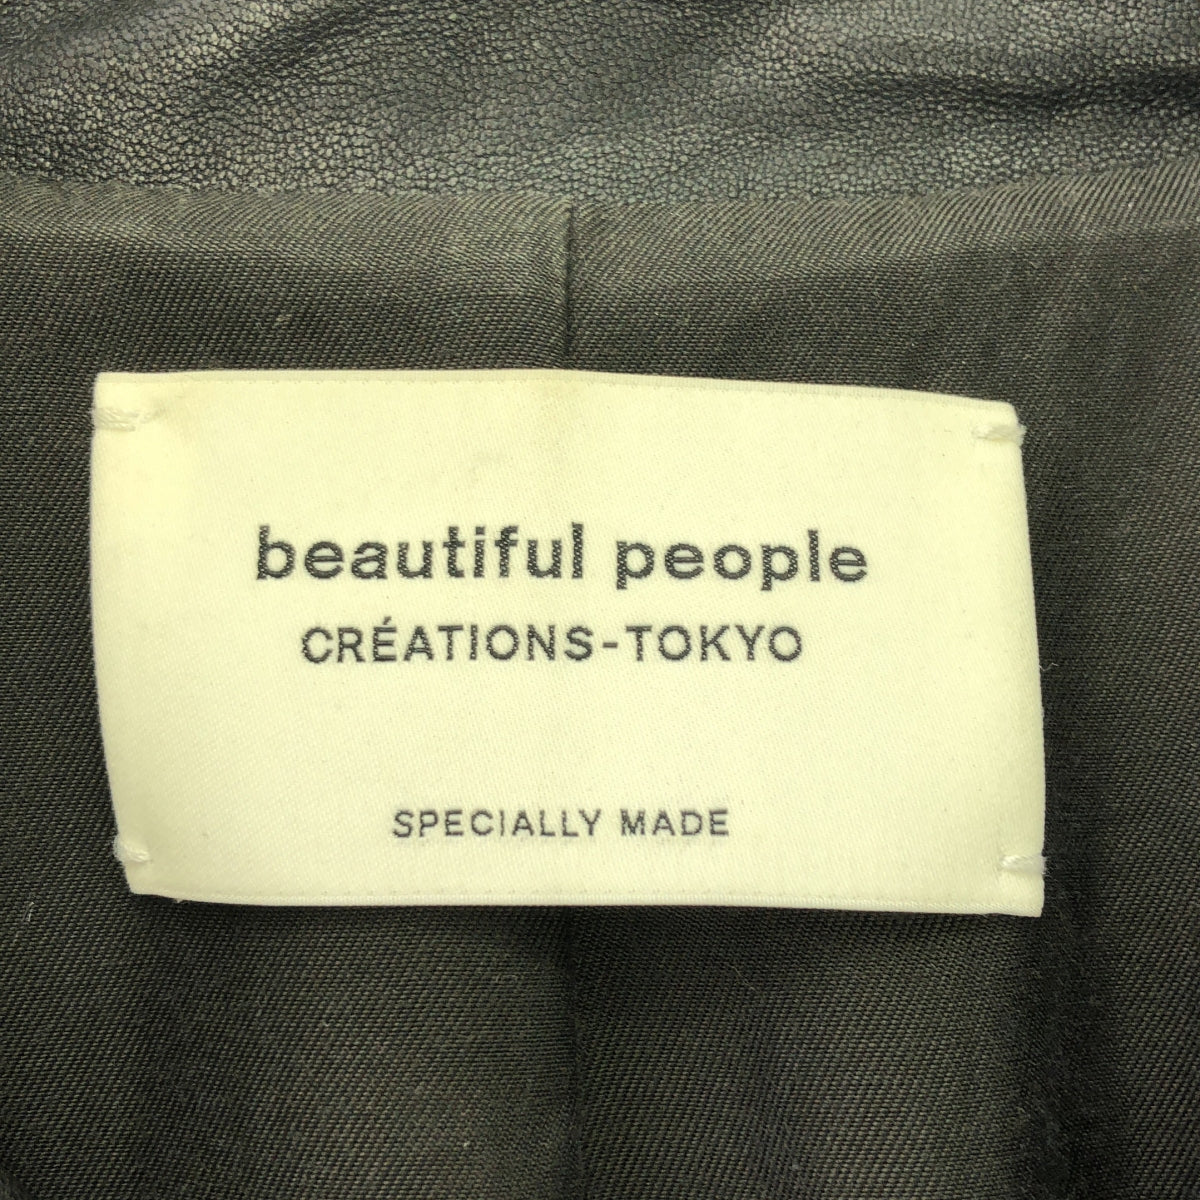 beautiful people
CRÉATIONS-TOKYO
SPECIALLY MADE